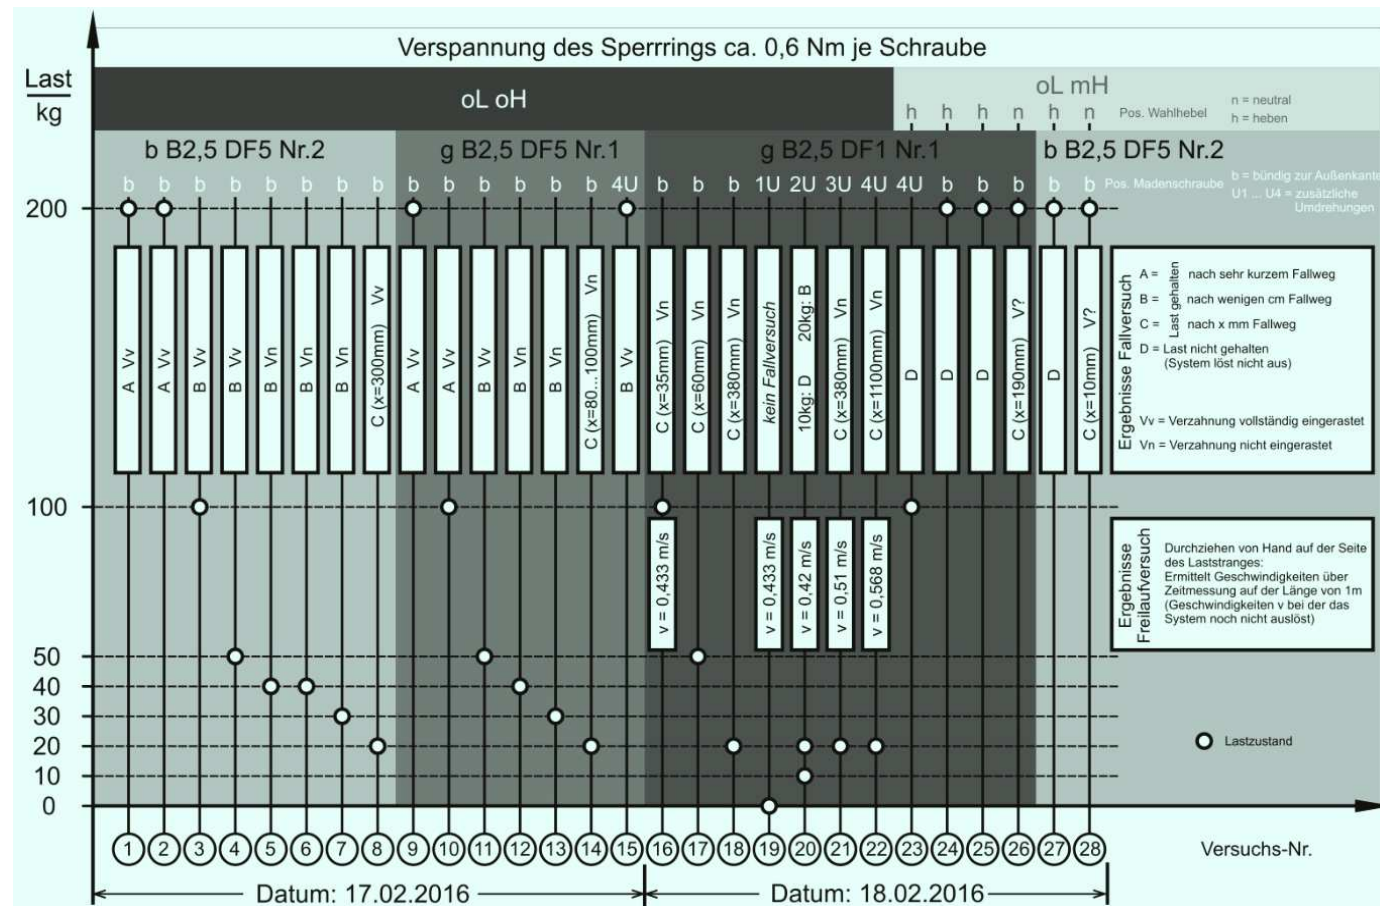 Verspannung des Sperrrings ca. 0,6 Nm je Schraube
Last
kg
oL oH
oL mH
h h h n h n
Pos. Wahlhebel
n = neutral
h = heben
b B2,5 DF5 Nr.2
g B2,5 DF5 Nr.1
g B2,5 DF1 Nr.1
b B2,5 DF5 Nr.2
b b b b b b b b b b b b b b 4U b b b 1U 2U 3U 4U 4U b b b b b
Pos. Madenschraube
b = bündig zur Außenkante
U1 ... U4 = zusätzliche
Umdrehungen
200
A Vv
A Vv
B Vv
B Vv
B Vn
B Vn
B Vn
C (x=300mm) Vv
A Vv
A Vv
B Vn
B Vn
B Vn
C (x=80...100mm) Vn
B Vv
C (x=35mm) Vn
C (x=60mm) Vn
C (x=380mm) Vn
kein Fallversuch
10kg: D 20kg: B
C (x=380mm) Vn
C (x=1100mm) Vn
D
D
D
C (x=190mm) V?
D
C (x=10mm) V?
Ergebnisse Fallversuch
A =
B =
C =
Last gehalten
nach sehr kurzem Fallweg
nach wenigen cm Fallweg
nach x mm Fallweg
D = Last nicht gehalten
(System löst nicht aus)
Vv = Verzahnung vollständig eingerastet
Vn = Verzahnung nicht eingerastet
100
v = 0,433 m/s
v = 0,433 m/s
v = 0,42 m/s
v = 0,51 m/s
v = 0,568 m/s
Ergebnisse
Freilaufversuch
Durchziehen von Hand auf der Seite
des Laststranges:
Ermittelt Geschwindigkeiten über
Zeitmessung auf der Länge von 1m
(Geschwindigkeiten v bei der das
System noch nicht auslöst)
50
40
30
20
10
0
Lastzustand
1 2 3 4 5 6 7 8 9 10 11 12 13 14 15 16 17 18 19 20 21 22 23 24 25 26 27 28
Versuchs-Nr.
Datum: 17.02.2016
Datum: 18.02.2016